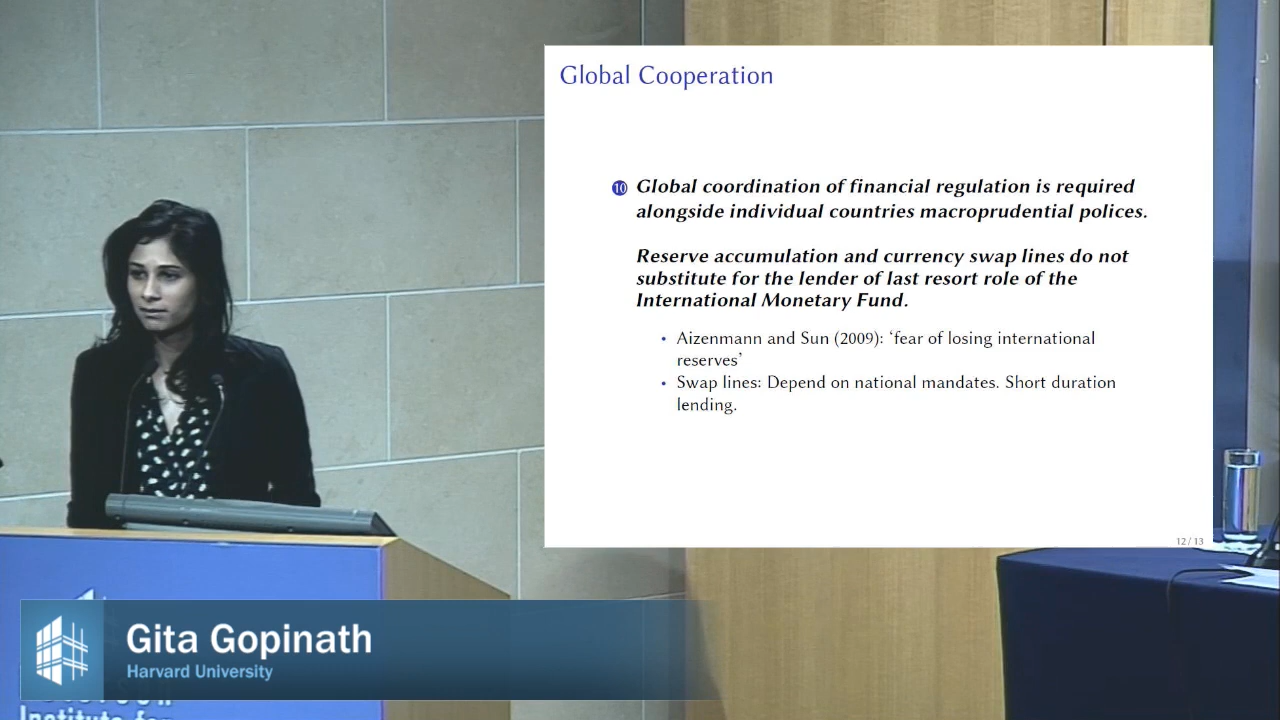 Global Cooperation
10 Global coordination of financial regulation is required
alongside individual countries macroprudential polices.
Reserve accumulation and currency swap lines do not
substitute for the lender of last resort role of the
International Monetary Fund.
• Aizenmann and Sun (2009): ‘fear of losing international
reserves’
• Swap lines: Depend on national mandates. Short duration
lending.
12 / 13
Gita Gopinath
Harvard University
Institute for